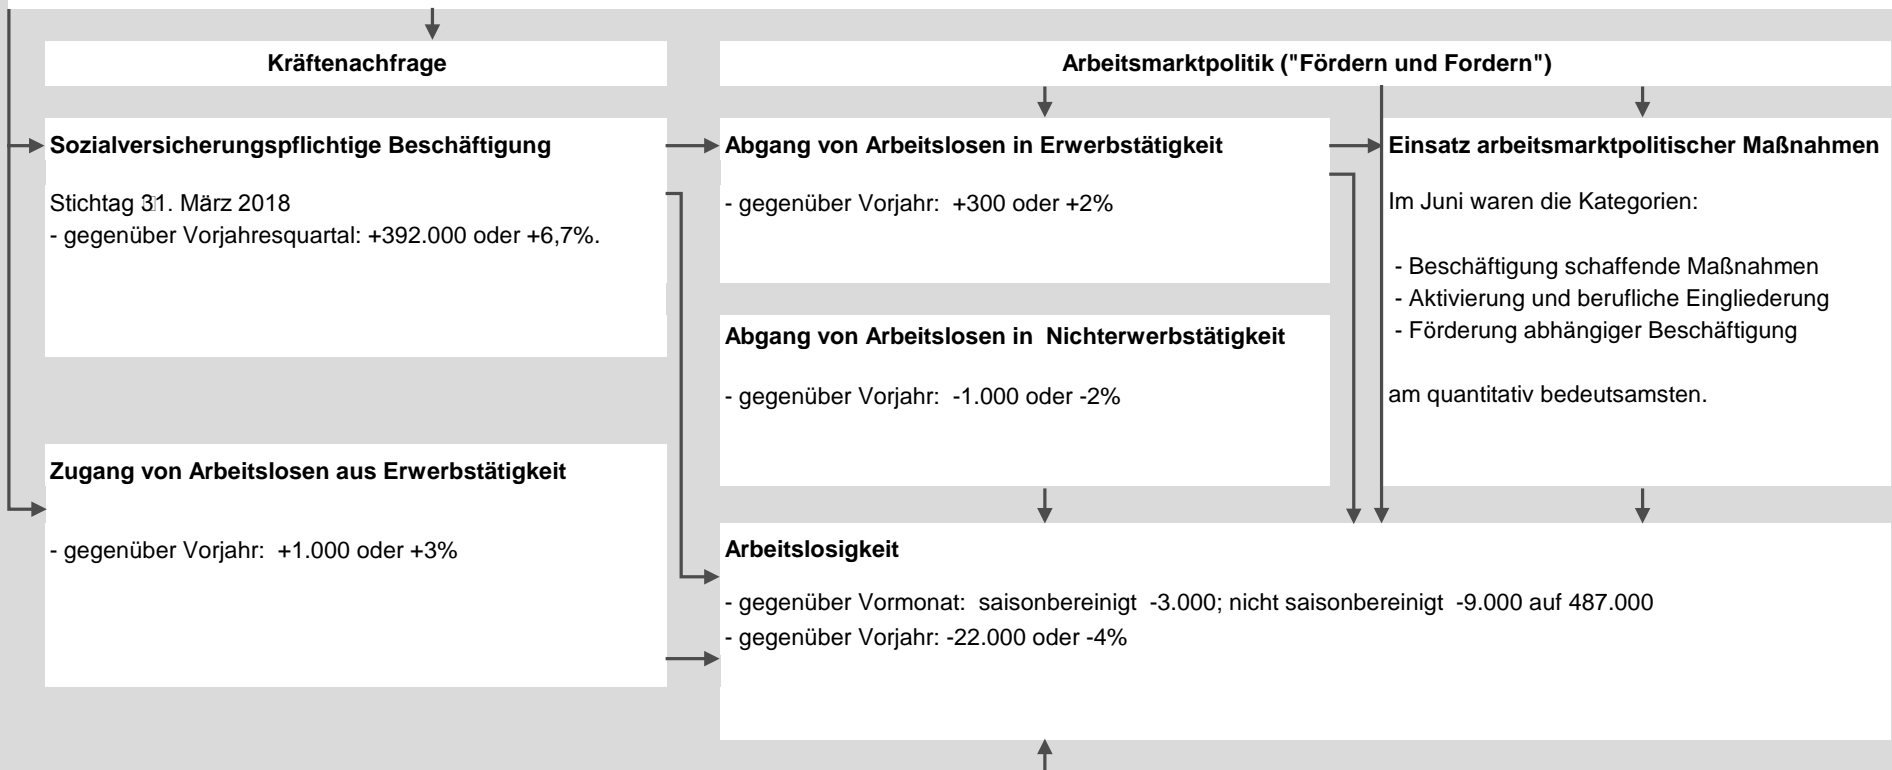 Kräftenachfrage
Arbeitsmarktpolitik ("Fördern und Fordern")
Sozialversicherungspflichtige Beschäftigung
Stichtag 31. März 2018
- gegenüber Vorjahresquartal: +392.000 oder +6,7%.
Zugang von Arbeitslosen aus Erwerbstätigkeit
- gegenüber Vorjahr: +1.000 oder +3%
Abgang von Arbeitslosen in Erwerbstätigkeit
- gegenüber Vorjahr: +300 oder +2%
Abgang von Arbeitslosen in Nichterwerbstätigkeit
- gegenüber Vorjahr: -1.000 oder -2%
Einsatz arbeitsmarktpolitischer Maßnahmen
Im Juni waren die Kategorien:
- Beschäftigung schaffende Maßnahmen
- Aktivierung und berufliche Eingliederung
- Förderung abhängiger Beschäftigung
am quantitativ bedeutsamsten.
Arbeitslosigkeit
- gegenüber Vormonat: saisonbereinigt -3.000; nicht saisonbereinigt -9.000 auf 487.000
- gegenüber Vorjahr: -22.000 oder -4%